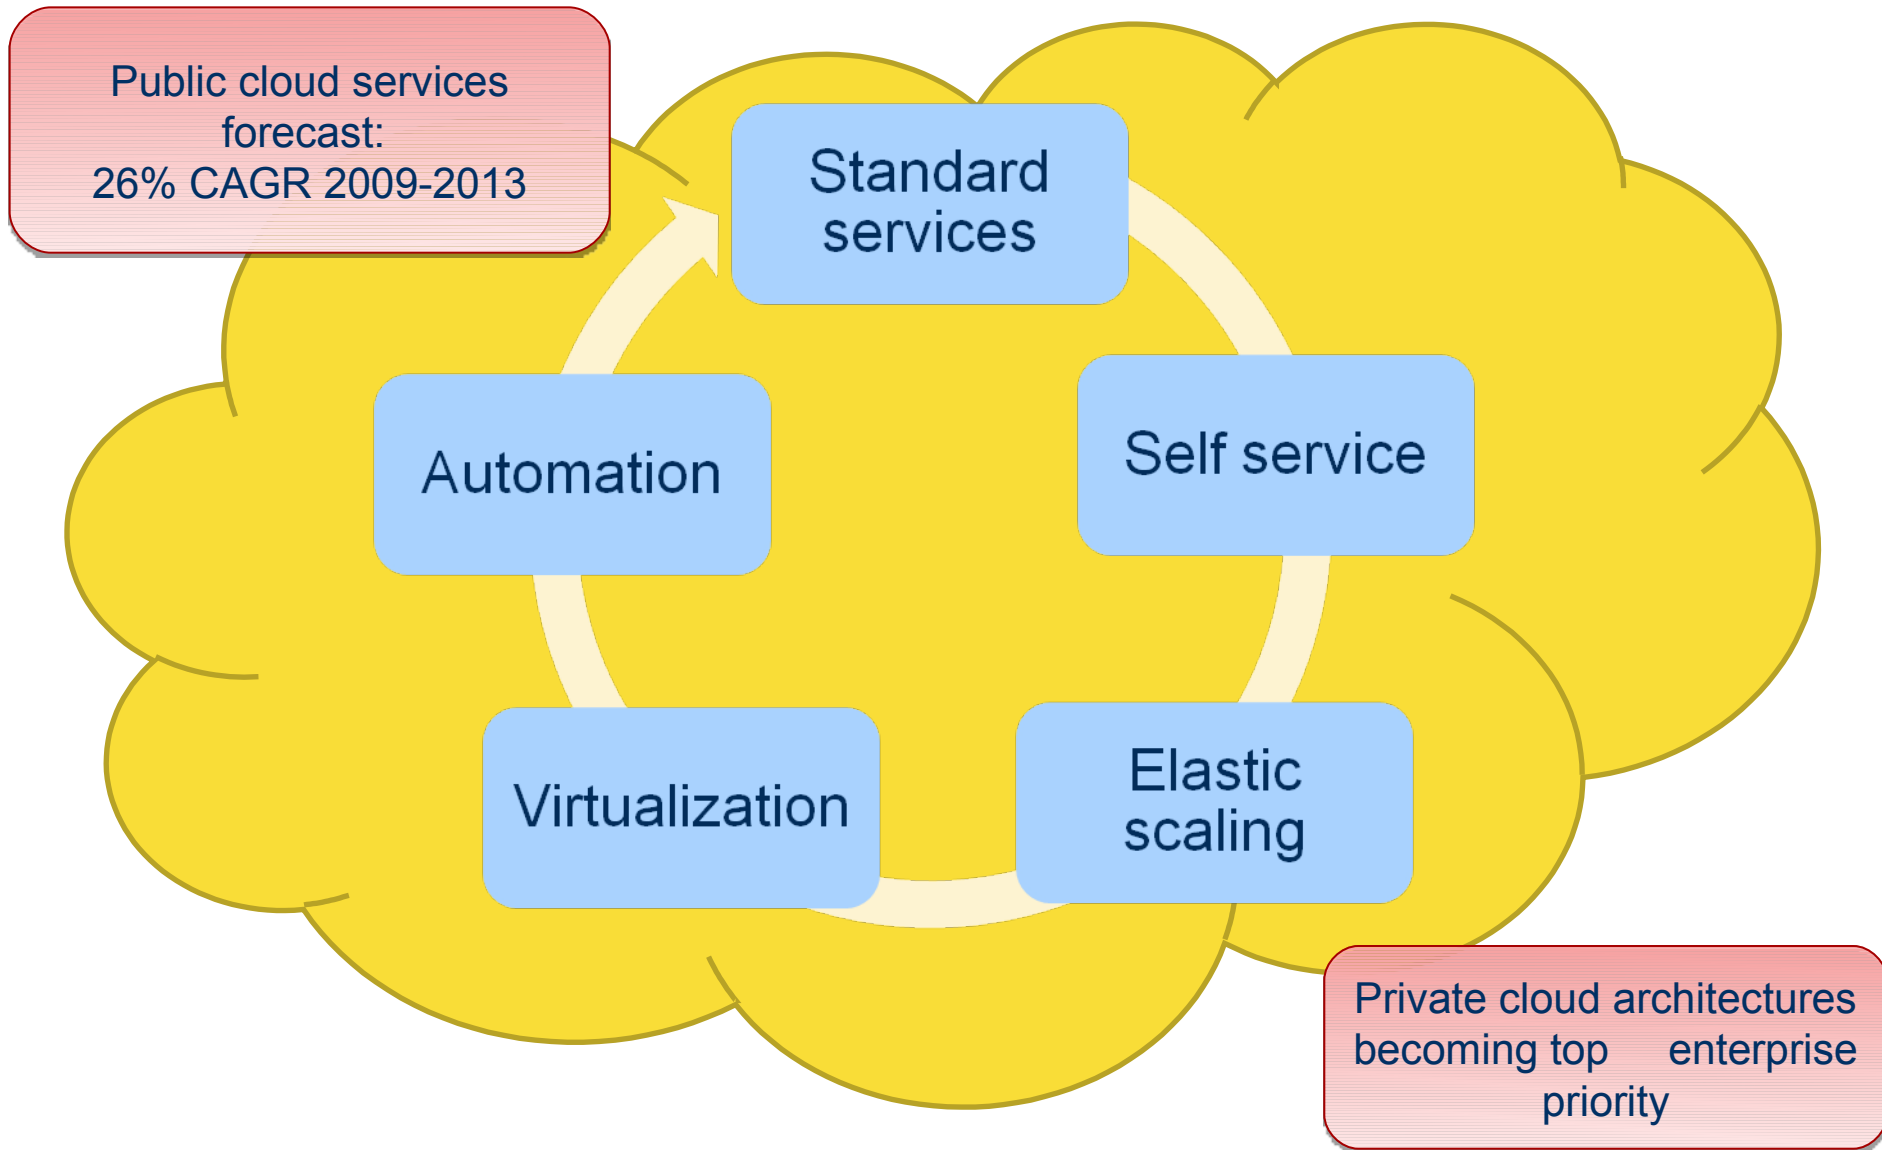 Public cloud services
forecast:
26% CAGR 2009-2013
Standard
services
Self service
Automation
Elastic
scaling
Virtualization
Private cloud architectures
becoming top enterprise
priority